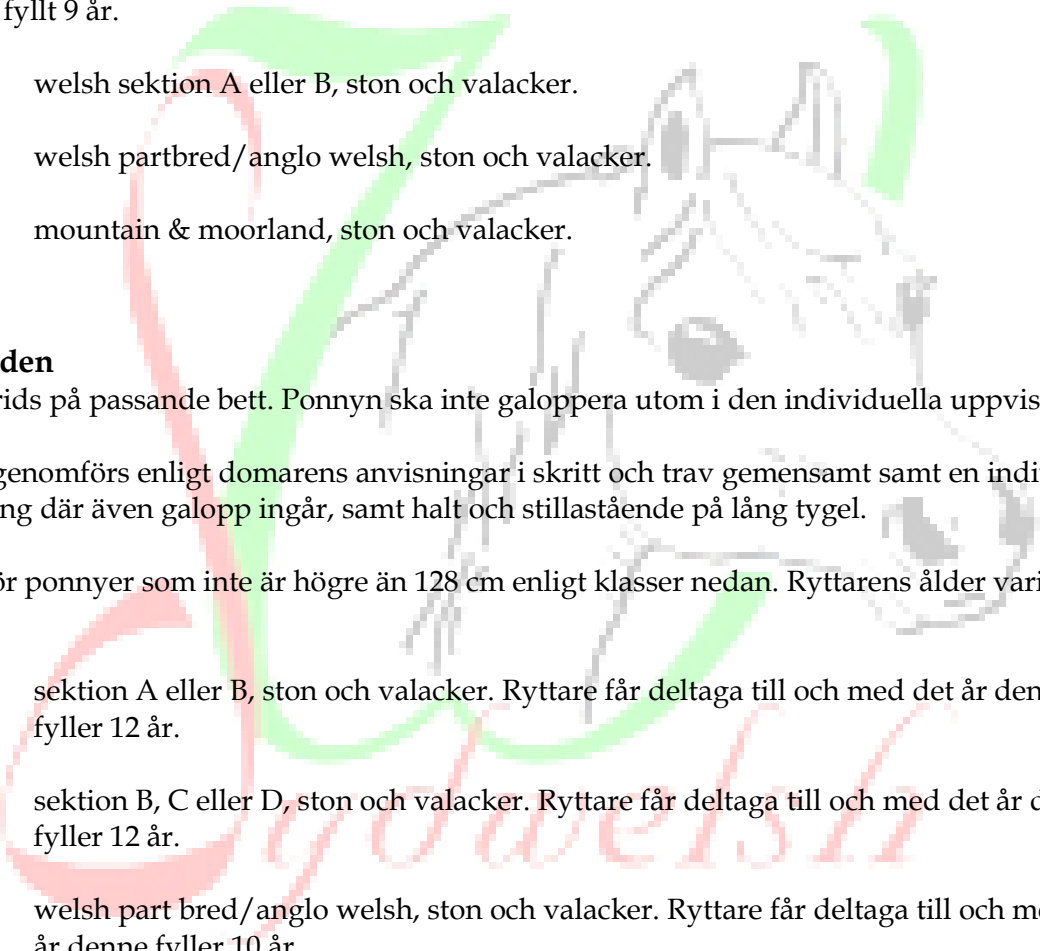 fyllt 9 år.
welsh sektion A eller B, ston och valacker.
welsh partbred/anglo welsh, ston och valacker.
mountain & moorland, ston och valacker.
den
rids på passande bett. Ponnyn ska inte galoppera utom i den individuella uppvis
genomförs enligt domarens anvisningar i skritt och trav gemensamt samt en indi
ng där även galopp ingår, samt halt och stillastående på lång tygel.
ör ponnyer som inte är högre än 128 cm enligt klasser nedan. Ryttarens ålder vari
sektion A eller B, ston och valacker. Ryttare får deltaga till och med det år den
fyller 12 år.
sektion B, C eller D, ston och valacker. Ryttare får deltaga till och med det år d
fyller 12 år.
welsh part bred/anglo welsh, ston och valacker. Ryttare får deltaga till och me
år denne fyller 10 år.
Sydwelsh